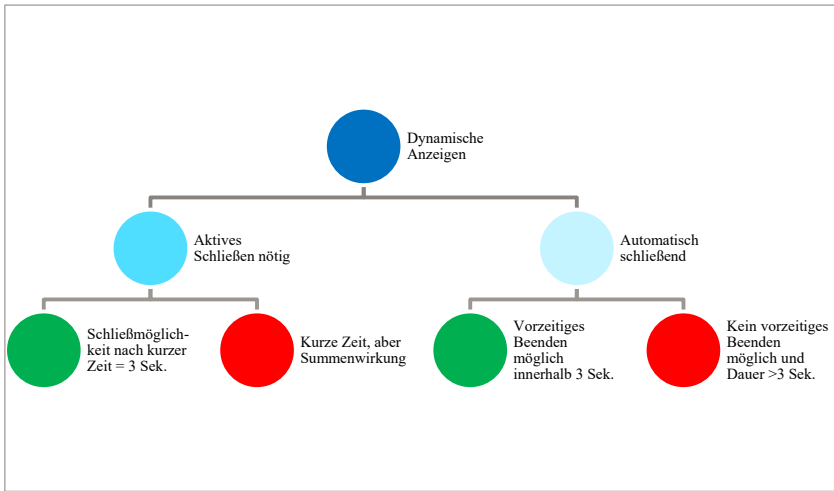 Dynamische
Anzeigen
Aktives
Schließen nötig
Automatisch
schließend
Schließmöglich-
keit nach kurzer
Zeit = 3 Sek.
Kurze Zeit, aber
Summenwirkung
Vorzeitiges
Beenden
möglich
innerhalb 3 Sek.
Kein vorzeitiges
Beenden
möglich und
Dauer >3 Sek.